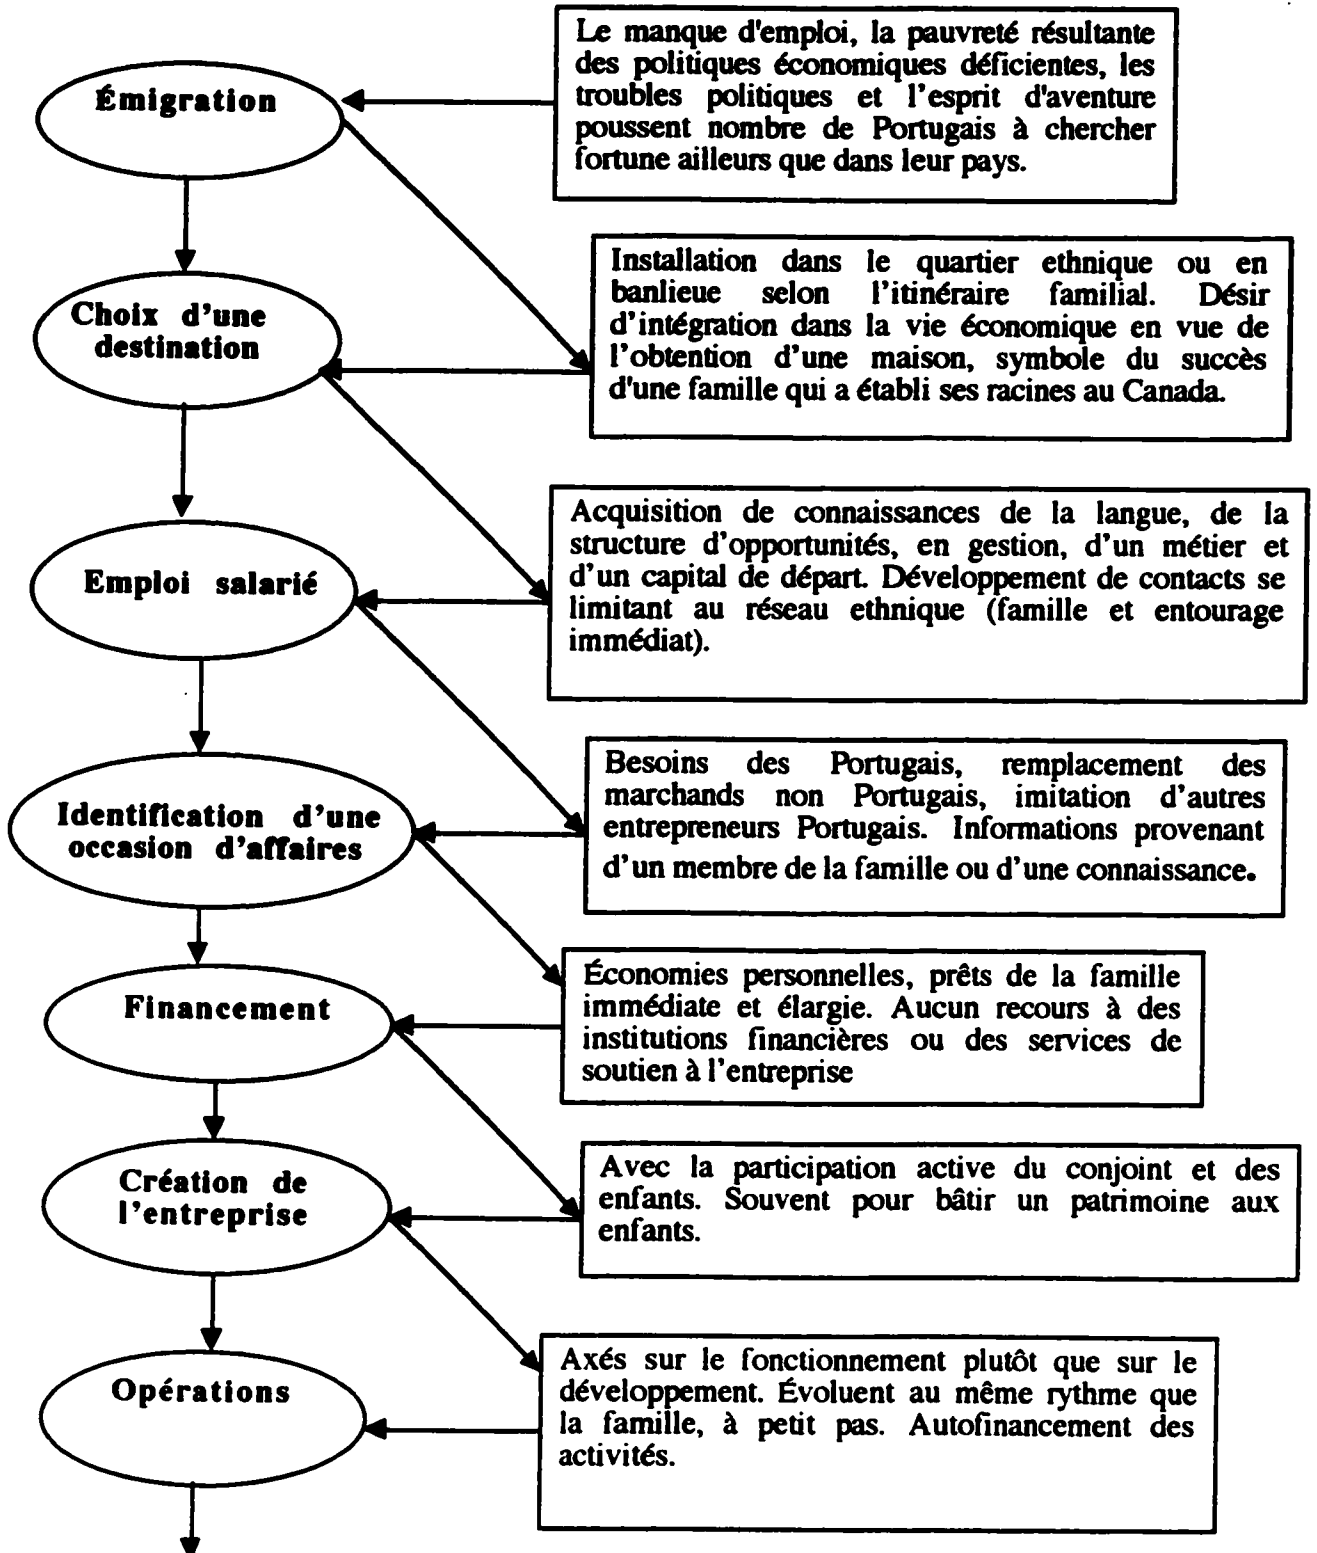 Émigration
Le manque d'emploi, la pauvreté résultante
des politiques économiques déficientes, les
troubles politiques et l'esprit d'aventure
poussent nombre de Portugais à chercher
fortune ailleurs que dans leur pays.
Choix d'une
destination
Installation dans le quartier ethnique ou en
banlieue selon l'itinéraire familial. Désir
d'intégration dans la vie économique en vue de
l'obtention d'une maison, symbole du succès
d'une famille qui a établi ses racines au Canada.
Emploi salarié
Acquisition de connaissances de la langue, de la
structure d'opportunités, en gestion, d'un métier et
d'un capital de départ. Développement de contacts se
limitant au réseau ethnique (famille et entourage
immédiat).
Identification d'une
occasion d'affaires
Besoins des Portugais, remplacement des
marchands non Portugais, imitation d'autres
entrepreneurs Portugais. Informations provenant
d'un membre de la famille ou d'une connaissance.
Financement
Économies personnelles, prêts de la famille
immédiate et élargie. Aucun recours à des
institutions financières ou des services de
soutien à l'entreprise
Création de
l'entreprise
Avec la participation active du conjoint et des
enfants. Souvent pour bâtir un patrimoine aux
enfants.
Opérations
Axés sur le fonctionnement plutôt que sur le
développement. Évoluent au même rythme que
la famille, à petit pas. Autofinancement des
activités.